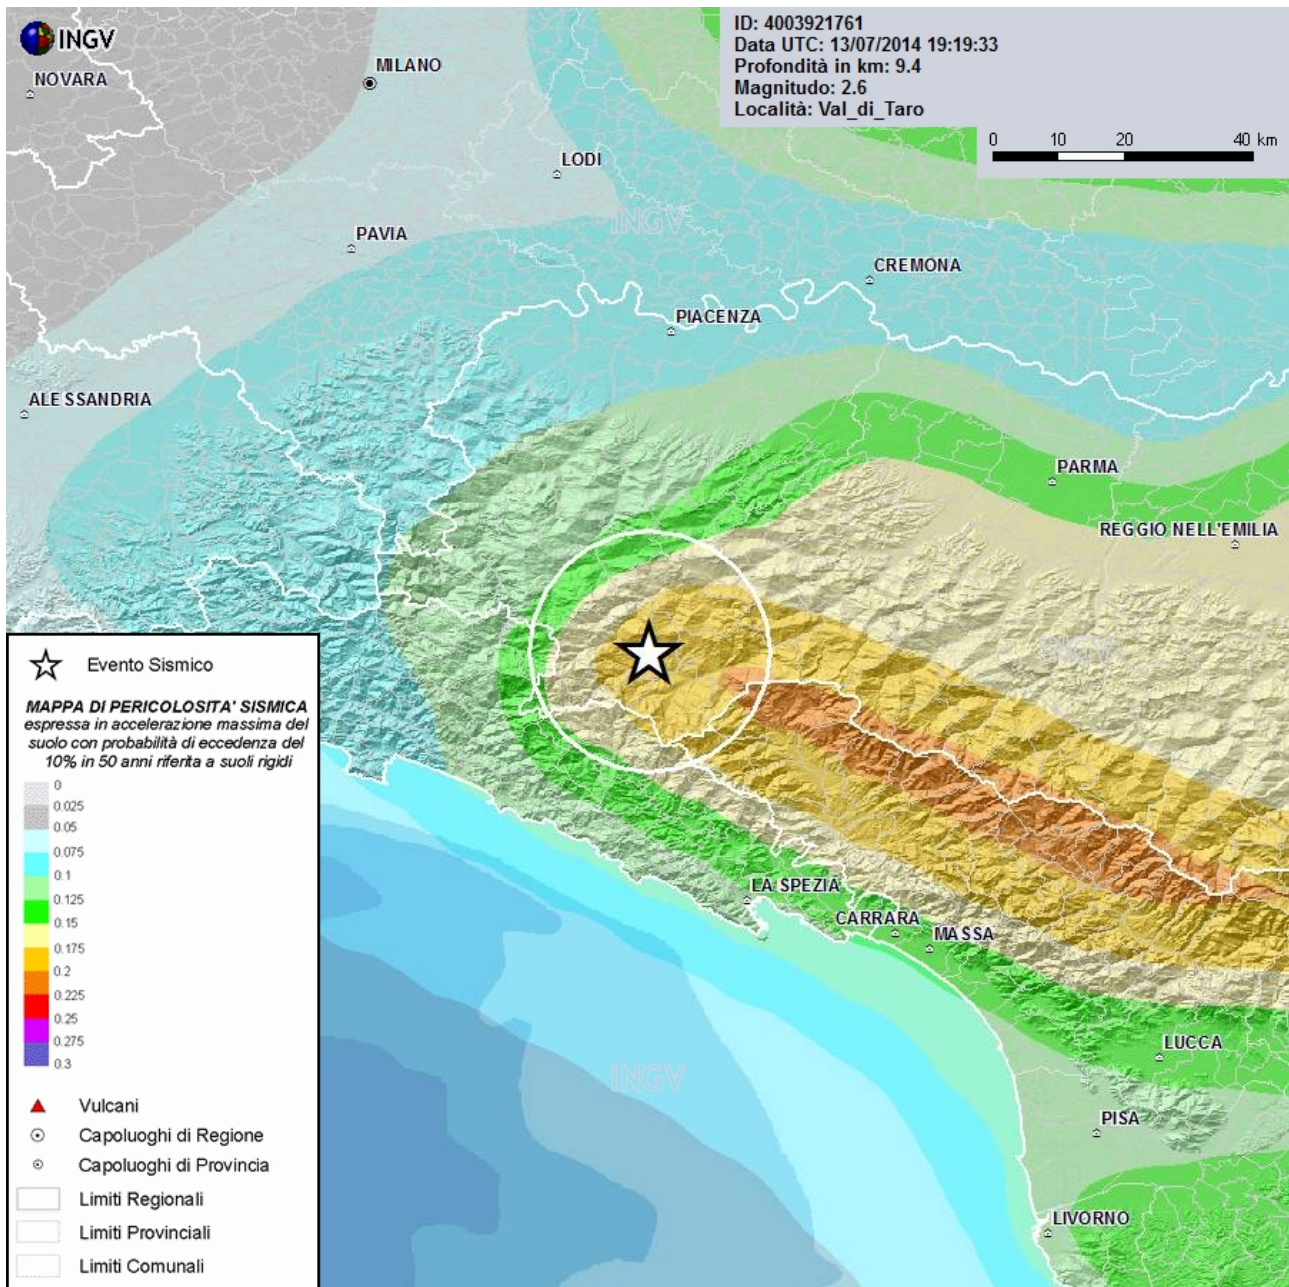 INGV
ID: 4003921761
Data UTC: 13/07/2014 19:19:33
Profondità in km: 9.4
Magnitudo: 2.6
Località: Val_di_Taro
0 10 20 40 km
NOVARA
MILANO
LODI
INGV
PAVIA
CREMONA
PIACENZA
ALESSANDRIA
PARMA
REGGIO NELL'EMILIA
INGV
LA SPEZIA
CARRARA
MASSA
LUCCA
INGV
PISA
LIVORNO
Evento Sismico
MAPPA DI PERICOLOSITA' SISMICA
espressa in accelerazione massima del
suolo con probabilità di eccedenza del
10% in 50 anni riferita a suoli rigidi
0
0.025
0.05
0.075
0.1
0.125
0.15
0.175
0.2
0.225
0.25
0.275
0.3
Vulcani
Capoluoghi di Regione
Capoluoghi di Provincia
Limiti Regionali
Limiti Provinciali
Limiti Comunali